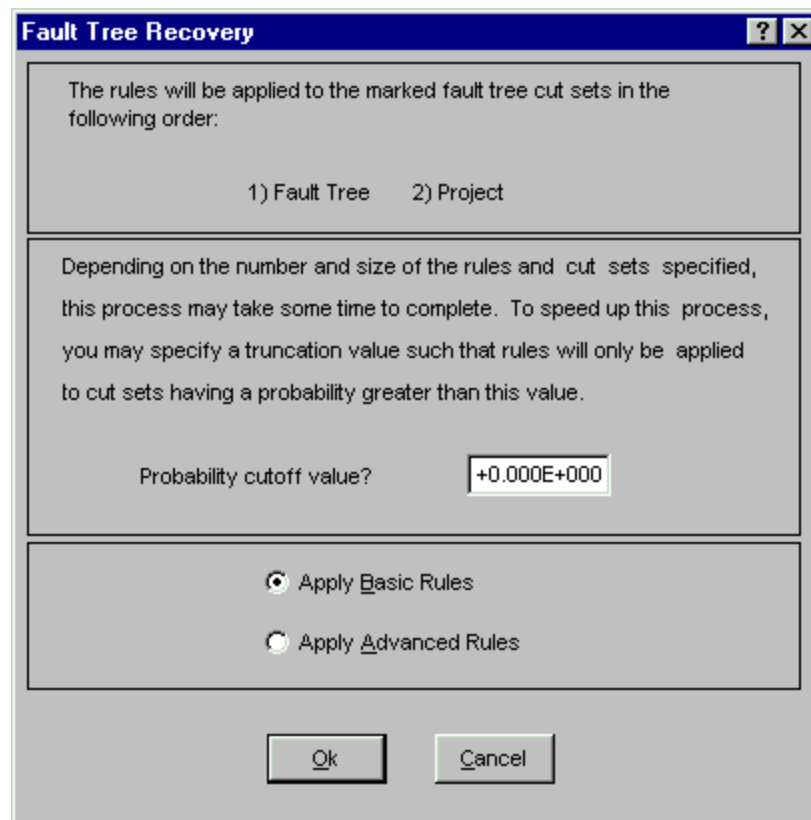 Fault Tree Recovery
The rules will be applied to the marked fault tree cut sets in the
following order:
1) Fault Tree 2) Project
Depending on the number and size of the rules and cut sets specified,
this process may take some time to complete. To speed up this process,
you may specify a truncation value such that rules will only be applied
to cut sets having a probability greater than this value.
Probability cutoff value? +0.000E+000
Apply Basic Rules
Apply Advanced Rules
Ok Cancel